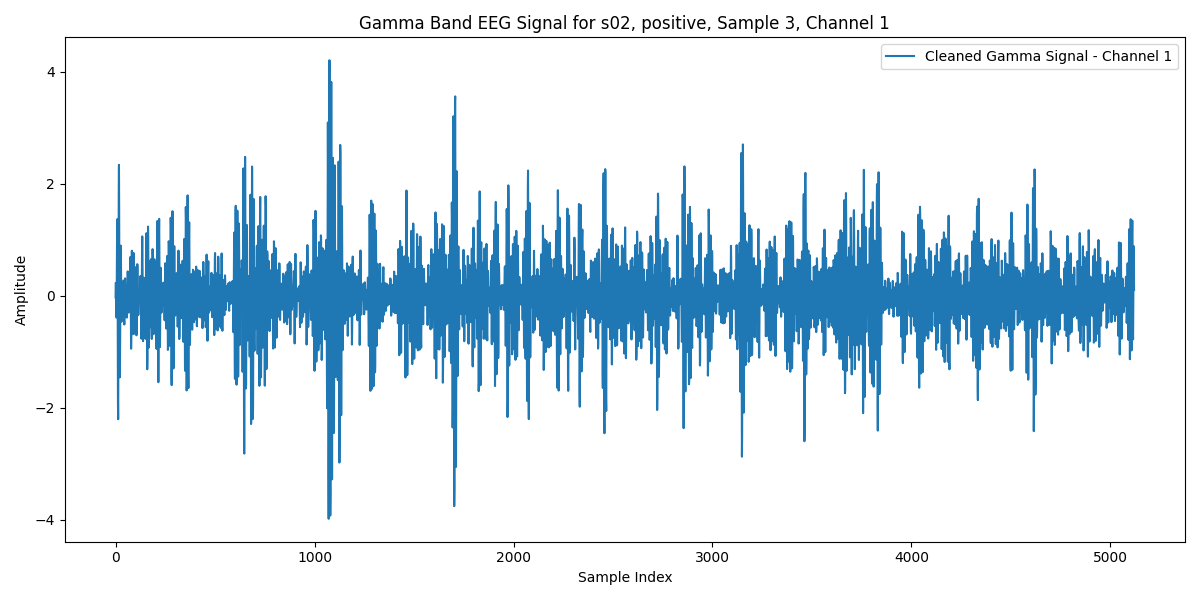 Gamma Band EEG Signal for s02, positive, Sample 3, Channel 1
Cleaned Gamma Signal - Channel 1
Amplitude
4
2
0
−2
−4
0 1000 2000 3000 4000 5000
Sample Index